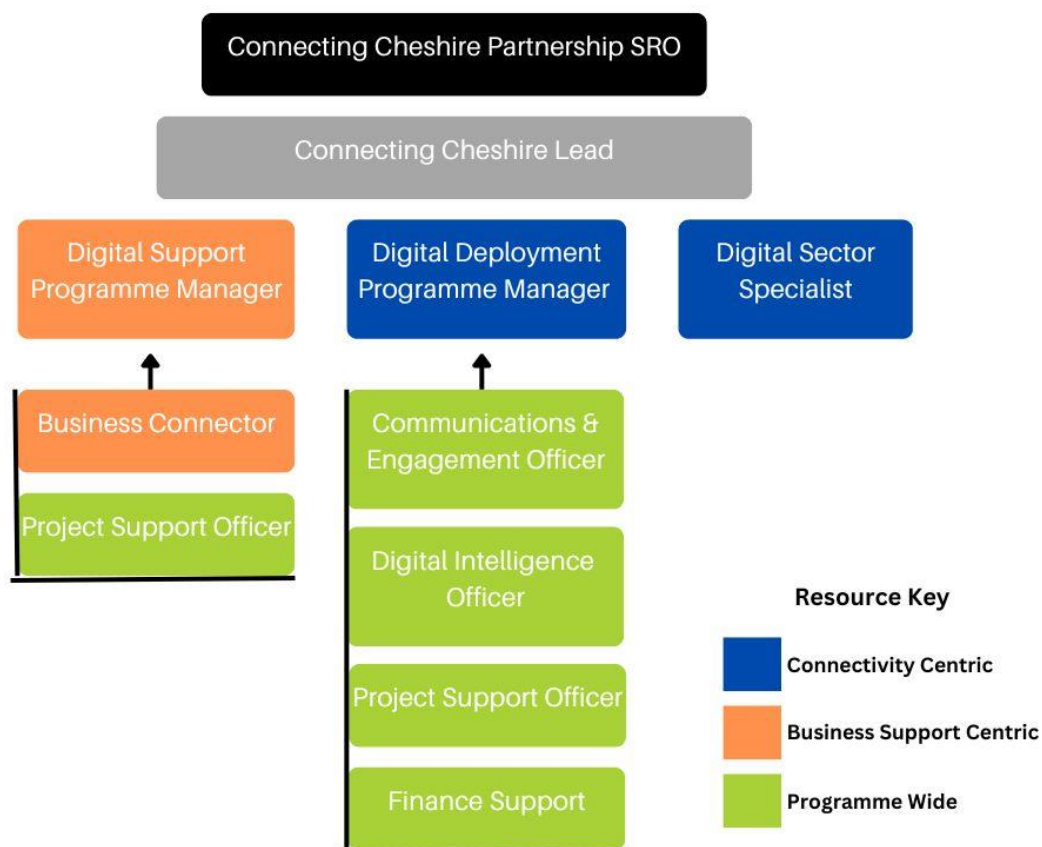 Connecting Cheshire Partnership SRO
Connecting Cheshire Lead
Digital Support
Programme Manager
Digital Deployment
Programme Manager
Digital Sector
Specialist
Business Connector
Project Support Officer
Communications &
Engagement Officer
Digital Intelligence
Officer
Project Support Officer
Finance Support
Resource Key
Connectivity Centric
Business Support Centric
Programme Wide